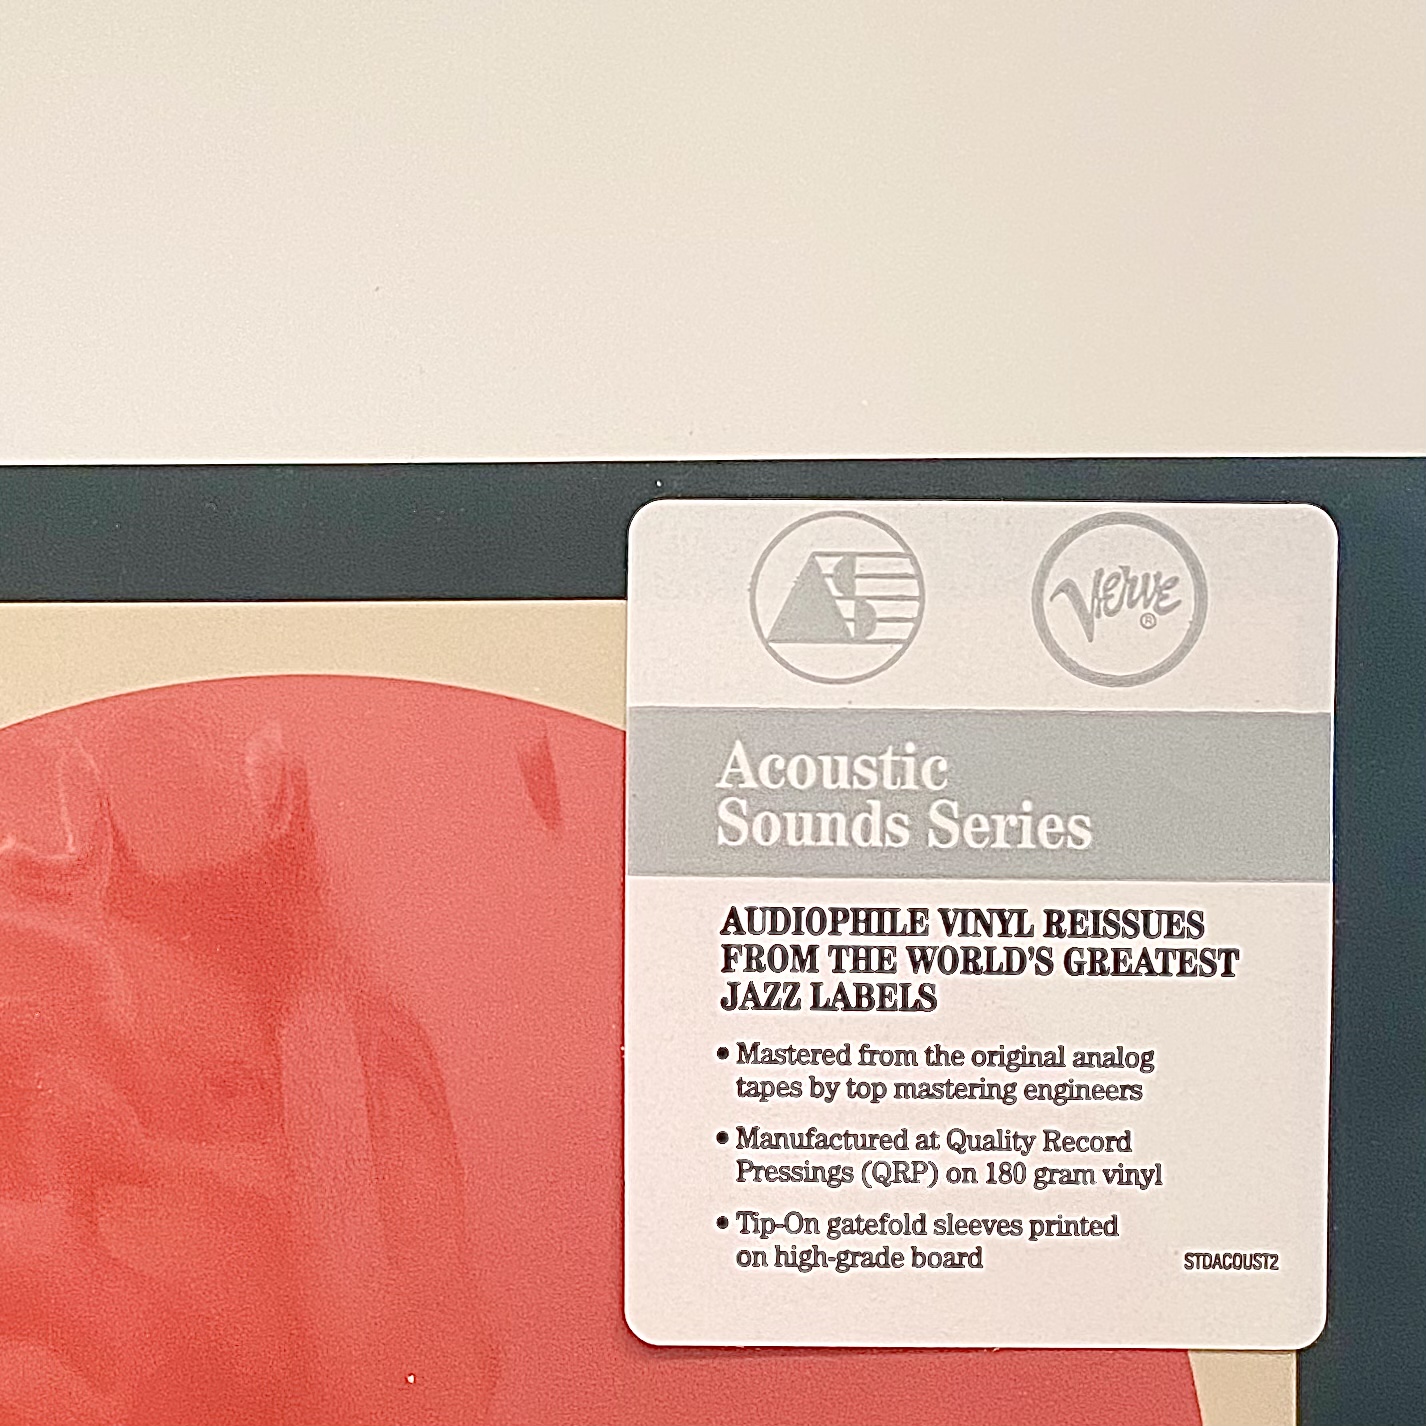 AS
Verve®
Acoustic
Sounds Series
AUDIOPHILE VINYL REISSUES
FROM THE WORLD'S GREATEST
JAZZ LABELS
• Mastered from the original analog
tapes by top mastering engineers
• Manufactured at Quality Record
Pressings (QRP) on 180 gram vinyl
• Tip-On gatefold sleeves printed
on high-grade board
STDACOUST2